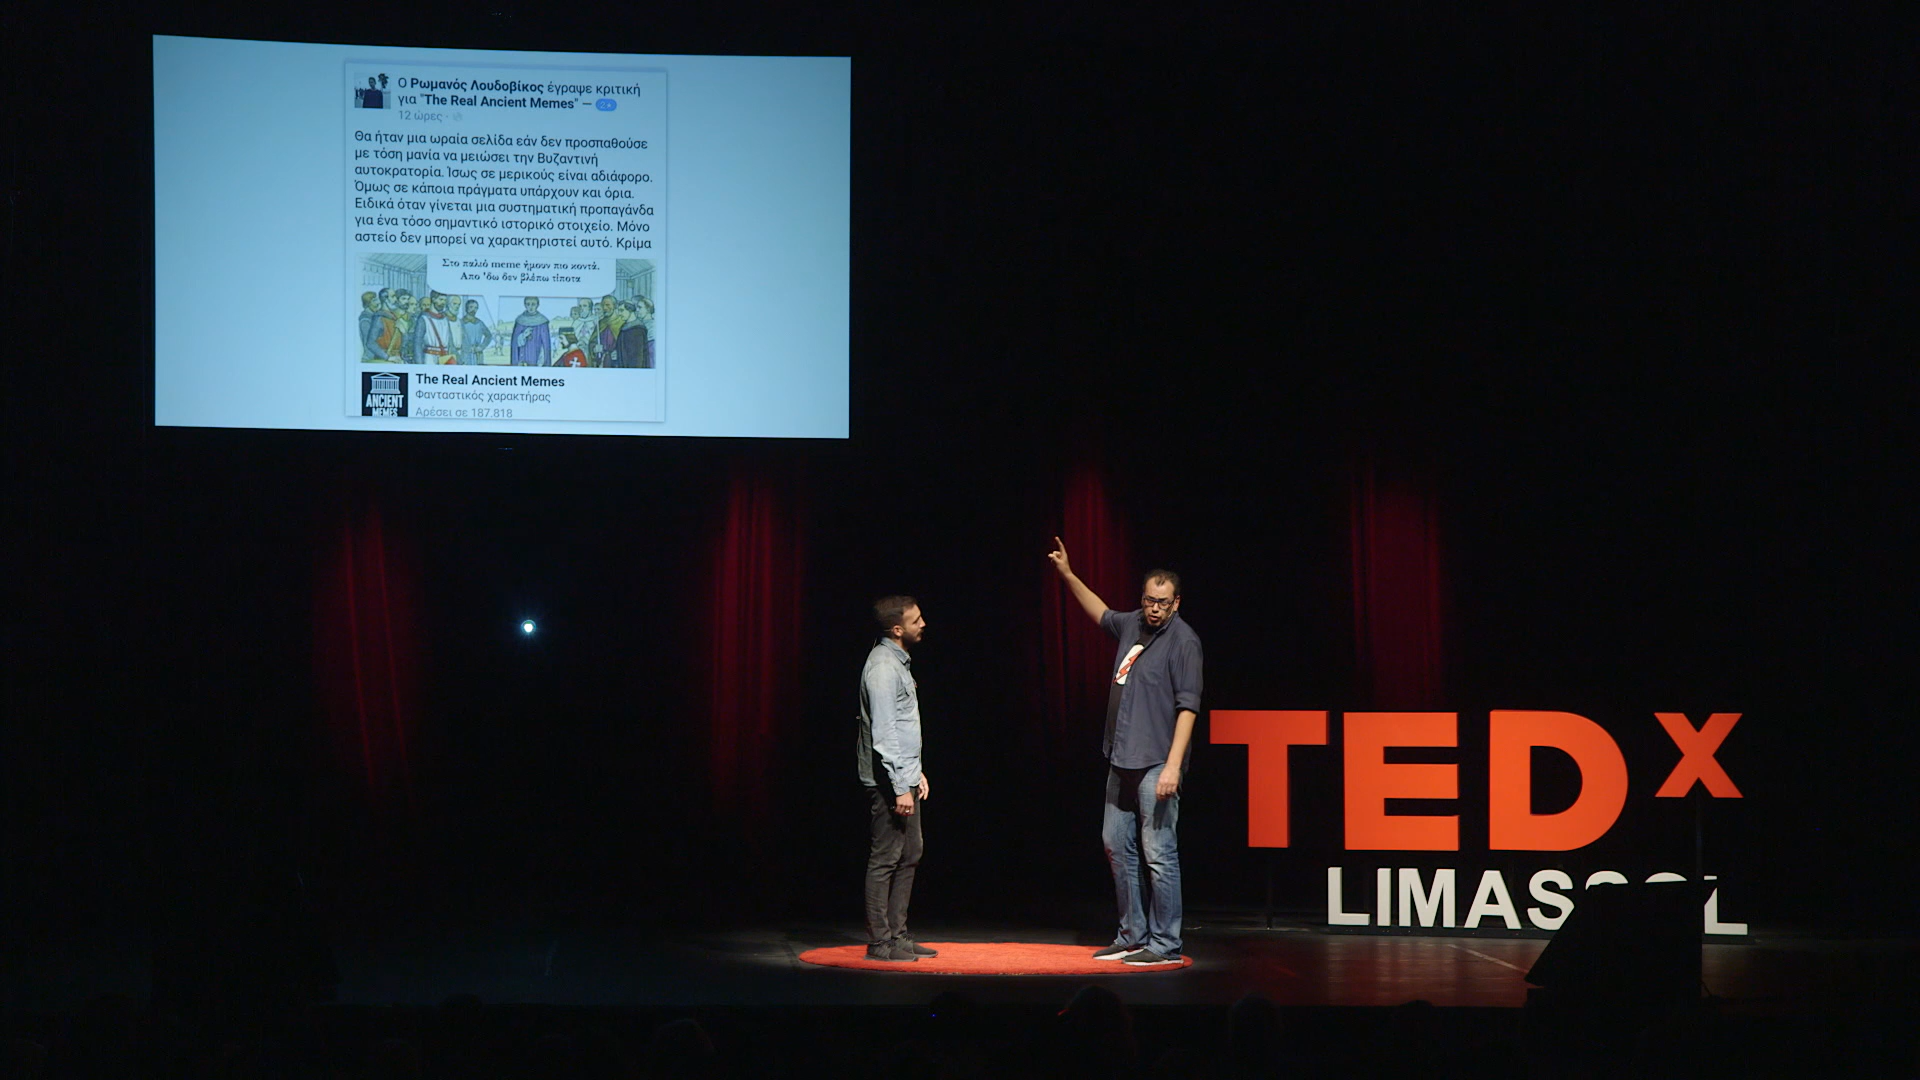 Ο Ρωμανός Λουδοβίκος έγραψε κριτική
για "The Real Ancient Memes" —
12 ώρες ·
Θα ήταν μια ωραία σελίδα εάν δεν προσπαθούσε
με τόση μανία να μειώσει την Βυζαντινή
αυτοκρατορία. Ίσως σε μερικούς είναι αδιάφορο.
Όμως σε κάποια πράγματα υπάρχουν και όρια.
Ειδικά όταν γίνεται μια συστηματική προπαγάνδα
για ένα τόσο σημαντικό ιστορικό στοιχείο. Μόνο
αστείο δεν μπορεί να χαρακτηριστεί αυτό. Κρίμα
Στο παλιό meme ήμουν πιο κοντά.
Απο 'δω δεν βλέπω τίποτα
The Real Ancient Memes
Φανταστικός χαρακτήρας
Αρέσει σε 187.818
ANCIENT
MEMES
TEDx
LIMASSOL